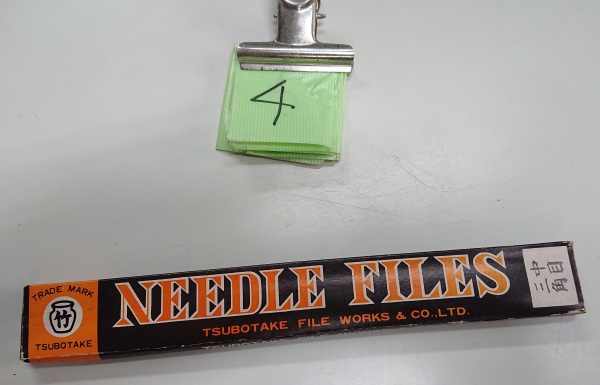 4
TRADE MARK
竹
TSUBOTAKE
NEEDLE FILES
TSUBOTAKE FILE WORKS & CO.,LTD.
中目
三角